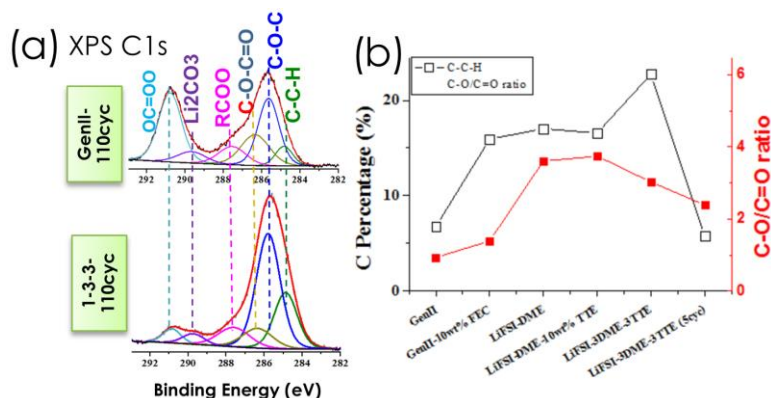 (a) XPS C1s
OC=OO
Li2CO3
RCOO
C-O-C=O
C-O-C
C-C-H
GenII-
110cyc
292 290 288 286 284 282
1-3-3-
110cyc
292 290 288 286 284 282
Binding Energy (eV)
(b)
C-C-H
C-O/C=O ratio
C Percentage (%)
20
10
0
C-O/C=O ratio
6
4
2
0
GenII
GenII-10wt% FEC
LiFSI-DME
LiFSI-DME-10wt% TTE
LiFSI-3DME-3TTE
LiFSI-3DME-3TTE (5cyc)